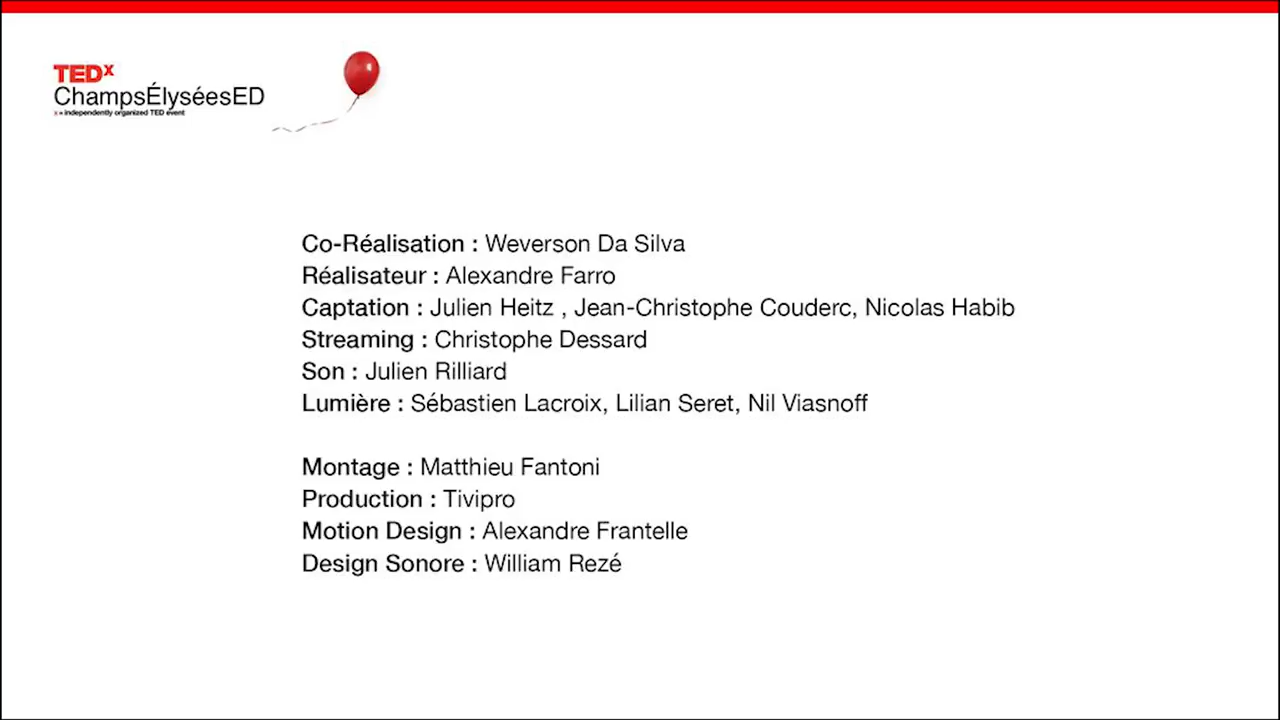 TEDx
ChampsÉlyséesED
x = independently organized TED event
Co-Réalisation : Weverson Da Silva
Réalisateur : Alexandre Farro
Captation : Julien Heitz , Jean-Christophe Couderc, Nicolas Habib
Streaming : Christophe Dessard
Son : Julien Rilliard
Lumière : Sébastien Lacroix, Lilian Seret, Nil Viasnoff
Montage : Matthieu Fantoni
Production : Tivipro
Motion Design : Alexandre Frantelle
Design Sonore : William Rezé